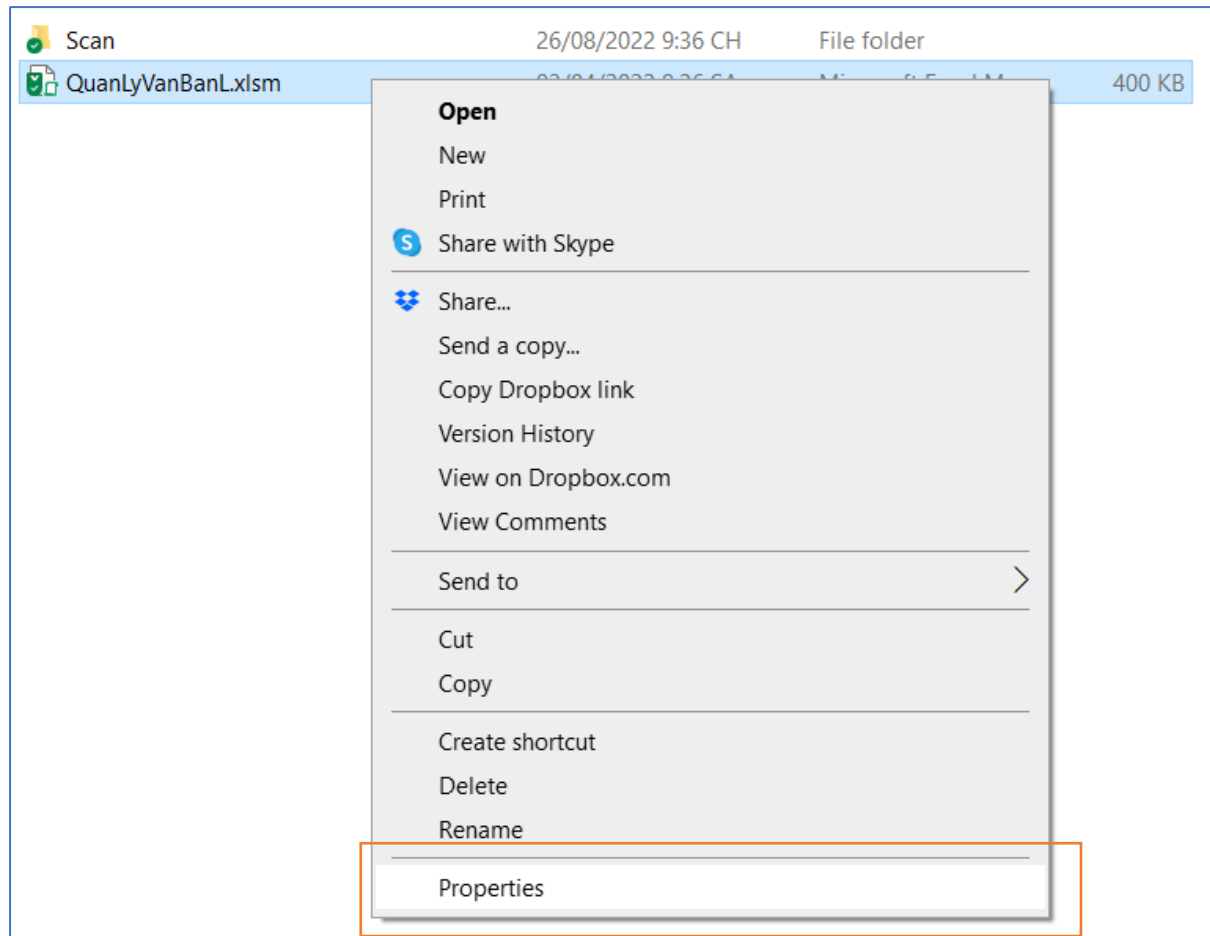 Scan 26/08/2022 9:36 CH File folder
QuanLyVanBanL.xlsm 400 KB
Open
New
Print
Share with Skype
Share...
Send a copy...
Copy Dropbox link
Version History
View on Dropbox.com
View Comments
Send to
Cut
Copy
Create shortcut
Delete
Rename
Properties